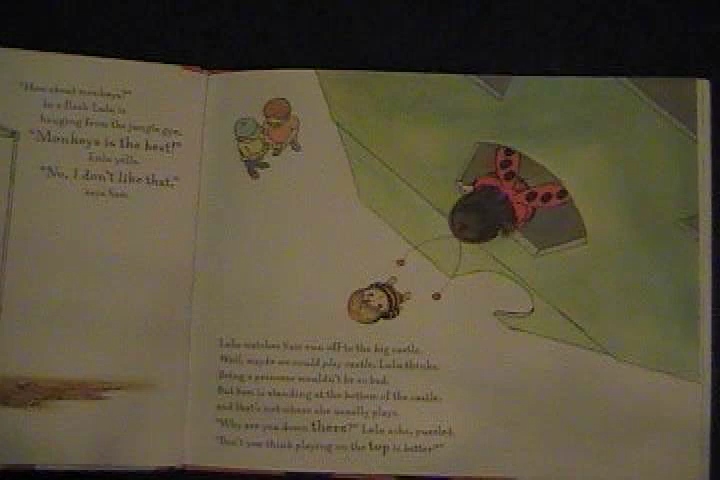 "How about monkeys?"
In a flash Lulu is
hanging from the jungle gym.
"Monkeys is the best!"
Lulu yells.
"No, I don't like that,"
says Sam.
Lulu watches Sam run off to the big castle.
Well, maybe we could play castle, Lulu thinks.
Being a princess wouldn't be so bad.
But Sam is standing at the bottom of the castle,
and that's not where she usually plays.
"Why are you down there?" Lulu asks, puzzled.
"Don't you think playing on the top is better?"